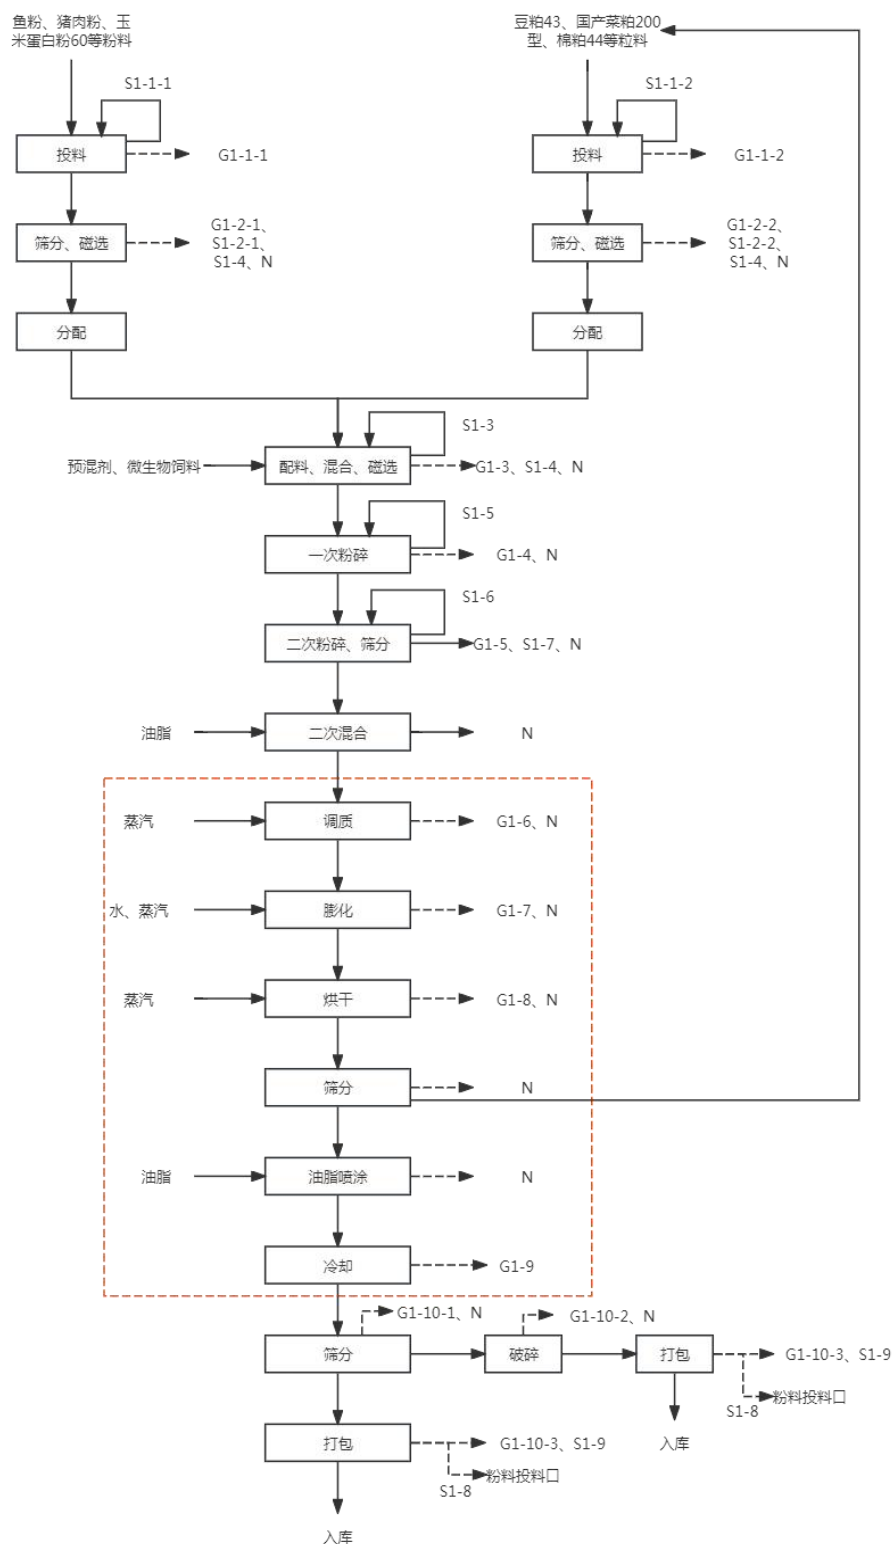 鱼粉、猪肉粉、玉
米蛋白粉60等粉料
豆粕43、国产菜粕200
型、棉粕44等粒料
S1-1-1
S1-1-2
投料
G1-1-1
投料
G1-1-2
筛分、磁选
G1-2-1、
S1-2-1、
S1-4、N
筛分、磁选
G1-2-2、
S1-2-2、
S1-4、N
分配
分配
S1-3
预混剂、微生物饲料
配料、混合、磁选
G1-3、S1-4、N
S1-5
一次粉碎
G1-4、N
S1-6
二次粉碎、筛分
G1-5、S1-7、N
油脂
二次混合
N
蒸汽
调质
G1-6、N
水、蒸汽
膨化
G1-7、N
蒸汽
烘干
G1-8、N
筛分
N
油脂
油脂喷涂
N
冷却
G1-9
G1-10-1、N
G1-10-2、N
筛分
破碎
打包
G1-10-3、S1-9
粉料投料口
S1-8
入库
打包
G1-10-3、S1-9
粉料投料口
S1-8
入库